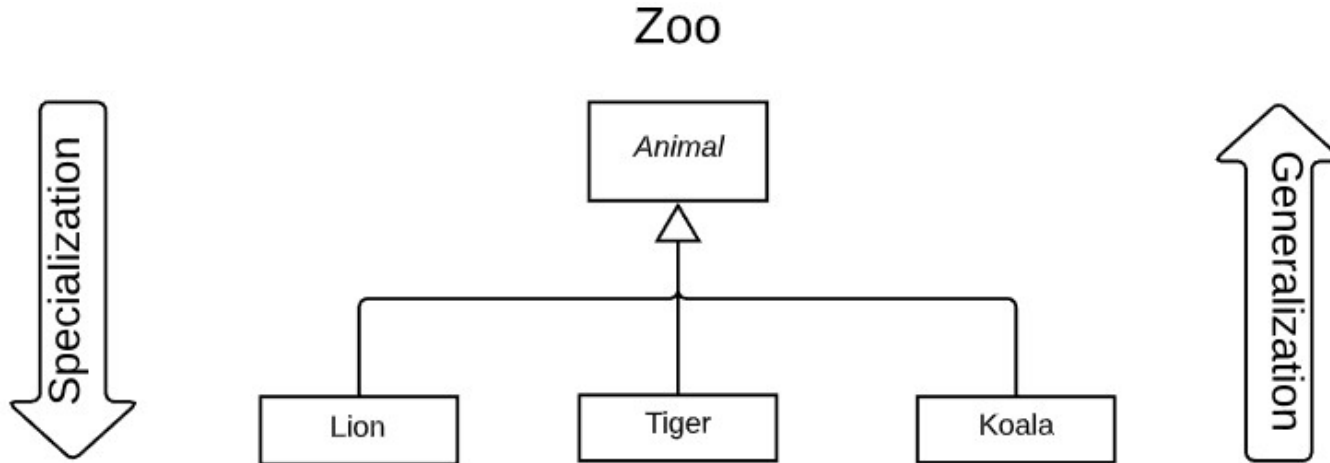 Zoo
Specialization
Animal
Generalization
Lion
Tiger
Koala